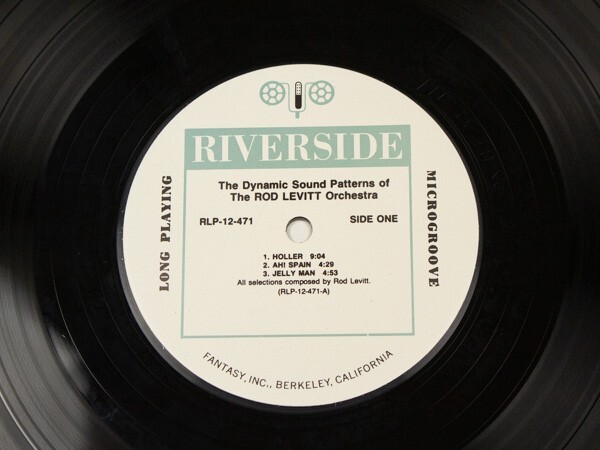 RIVERSIDE
The Dynamic Sound Patterns of
The ROD LEVITT Orchestra
RLP-12-471 SIDE ONE
1. HOLLER 9:04
2. AH! SPAIN 4:29
3. JELLY MAN 4:53
All selections composed by Rod Levitt.
(RLP-12-471-A)
LONG PLAYING
MICROGROOVE
FANTASY, INC., BERKELEY, CALIFORNIA